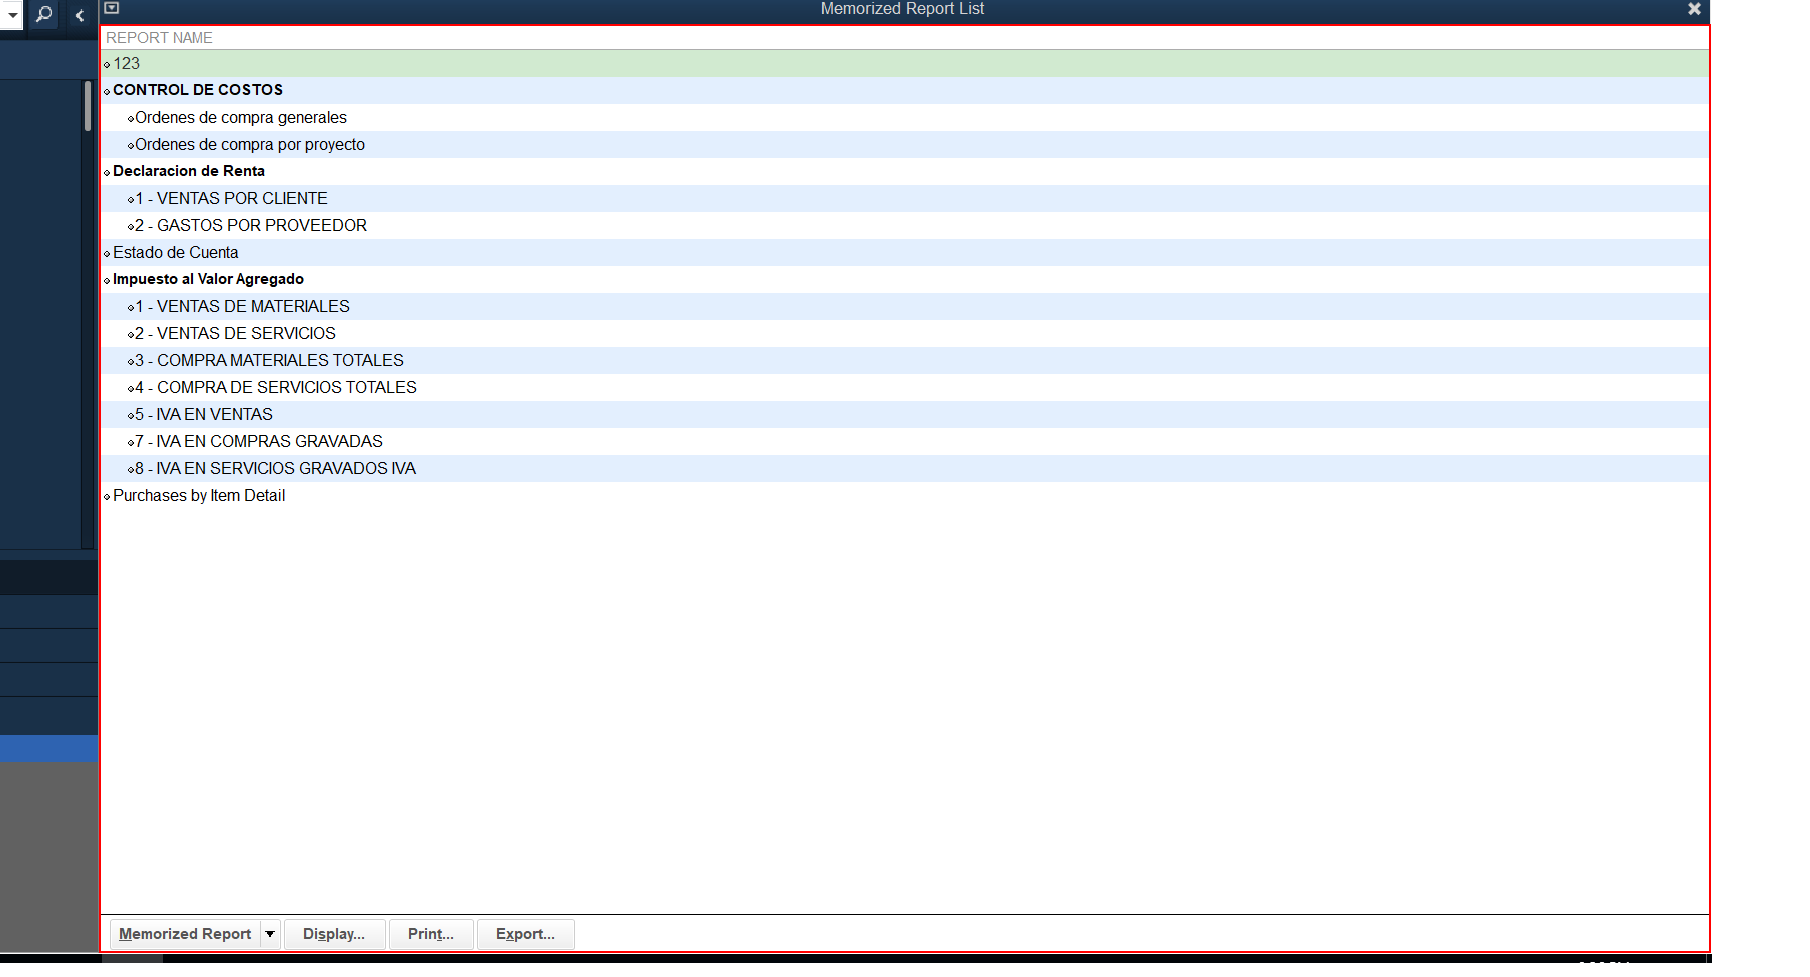 Memorized Report List
REPORT NAME
123
CONTROL DE COSTOS
Ordenes de compra generales
Ordenes de compra por proyecto
Declaracion de Renta
1 - VENTAS POR CLIENTE
2 - GASTOS POR PROVEEDOR
Estado de Cuenta
Impuesto al Valor Agregado
1 - VENTAS DE MATERIALES
2 - VENTAS DE SERVICIOS
3 - COMPRA MATERIALES TOTALES
4 - COMPRA DE SERVICIOS TOTALES
5 - IVA EN VENTAS
7 - IVA EN COMPRAS GRAVADAS
8 - IVA EN SERVICIOS GRAVADOS IVA
Purchases by Item Detail
Memorized Report Display... Print... Export...